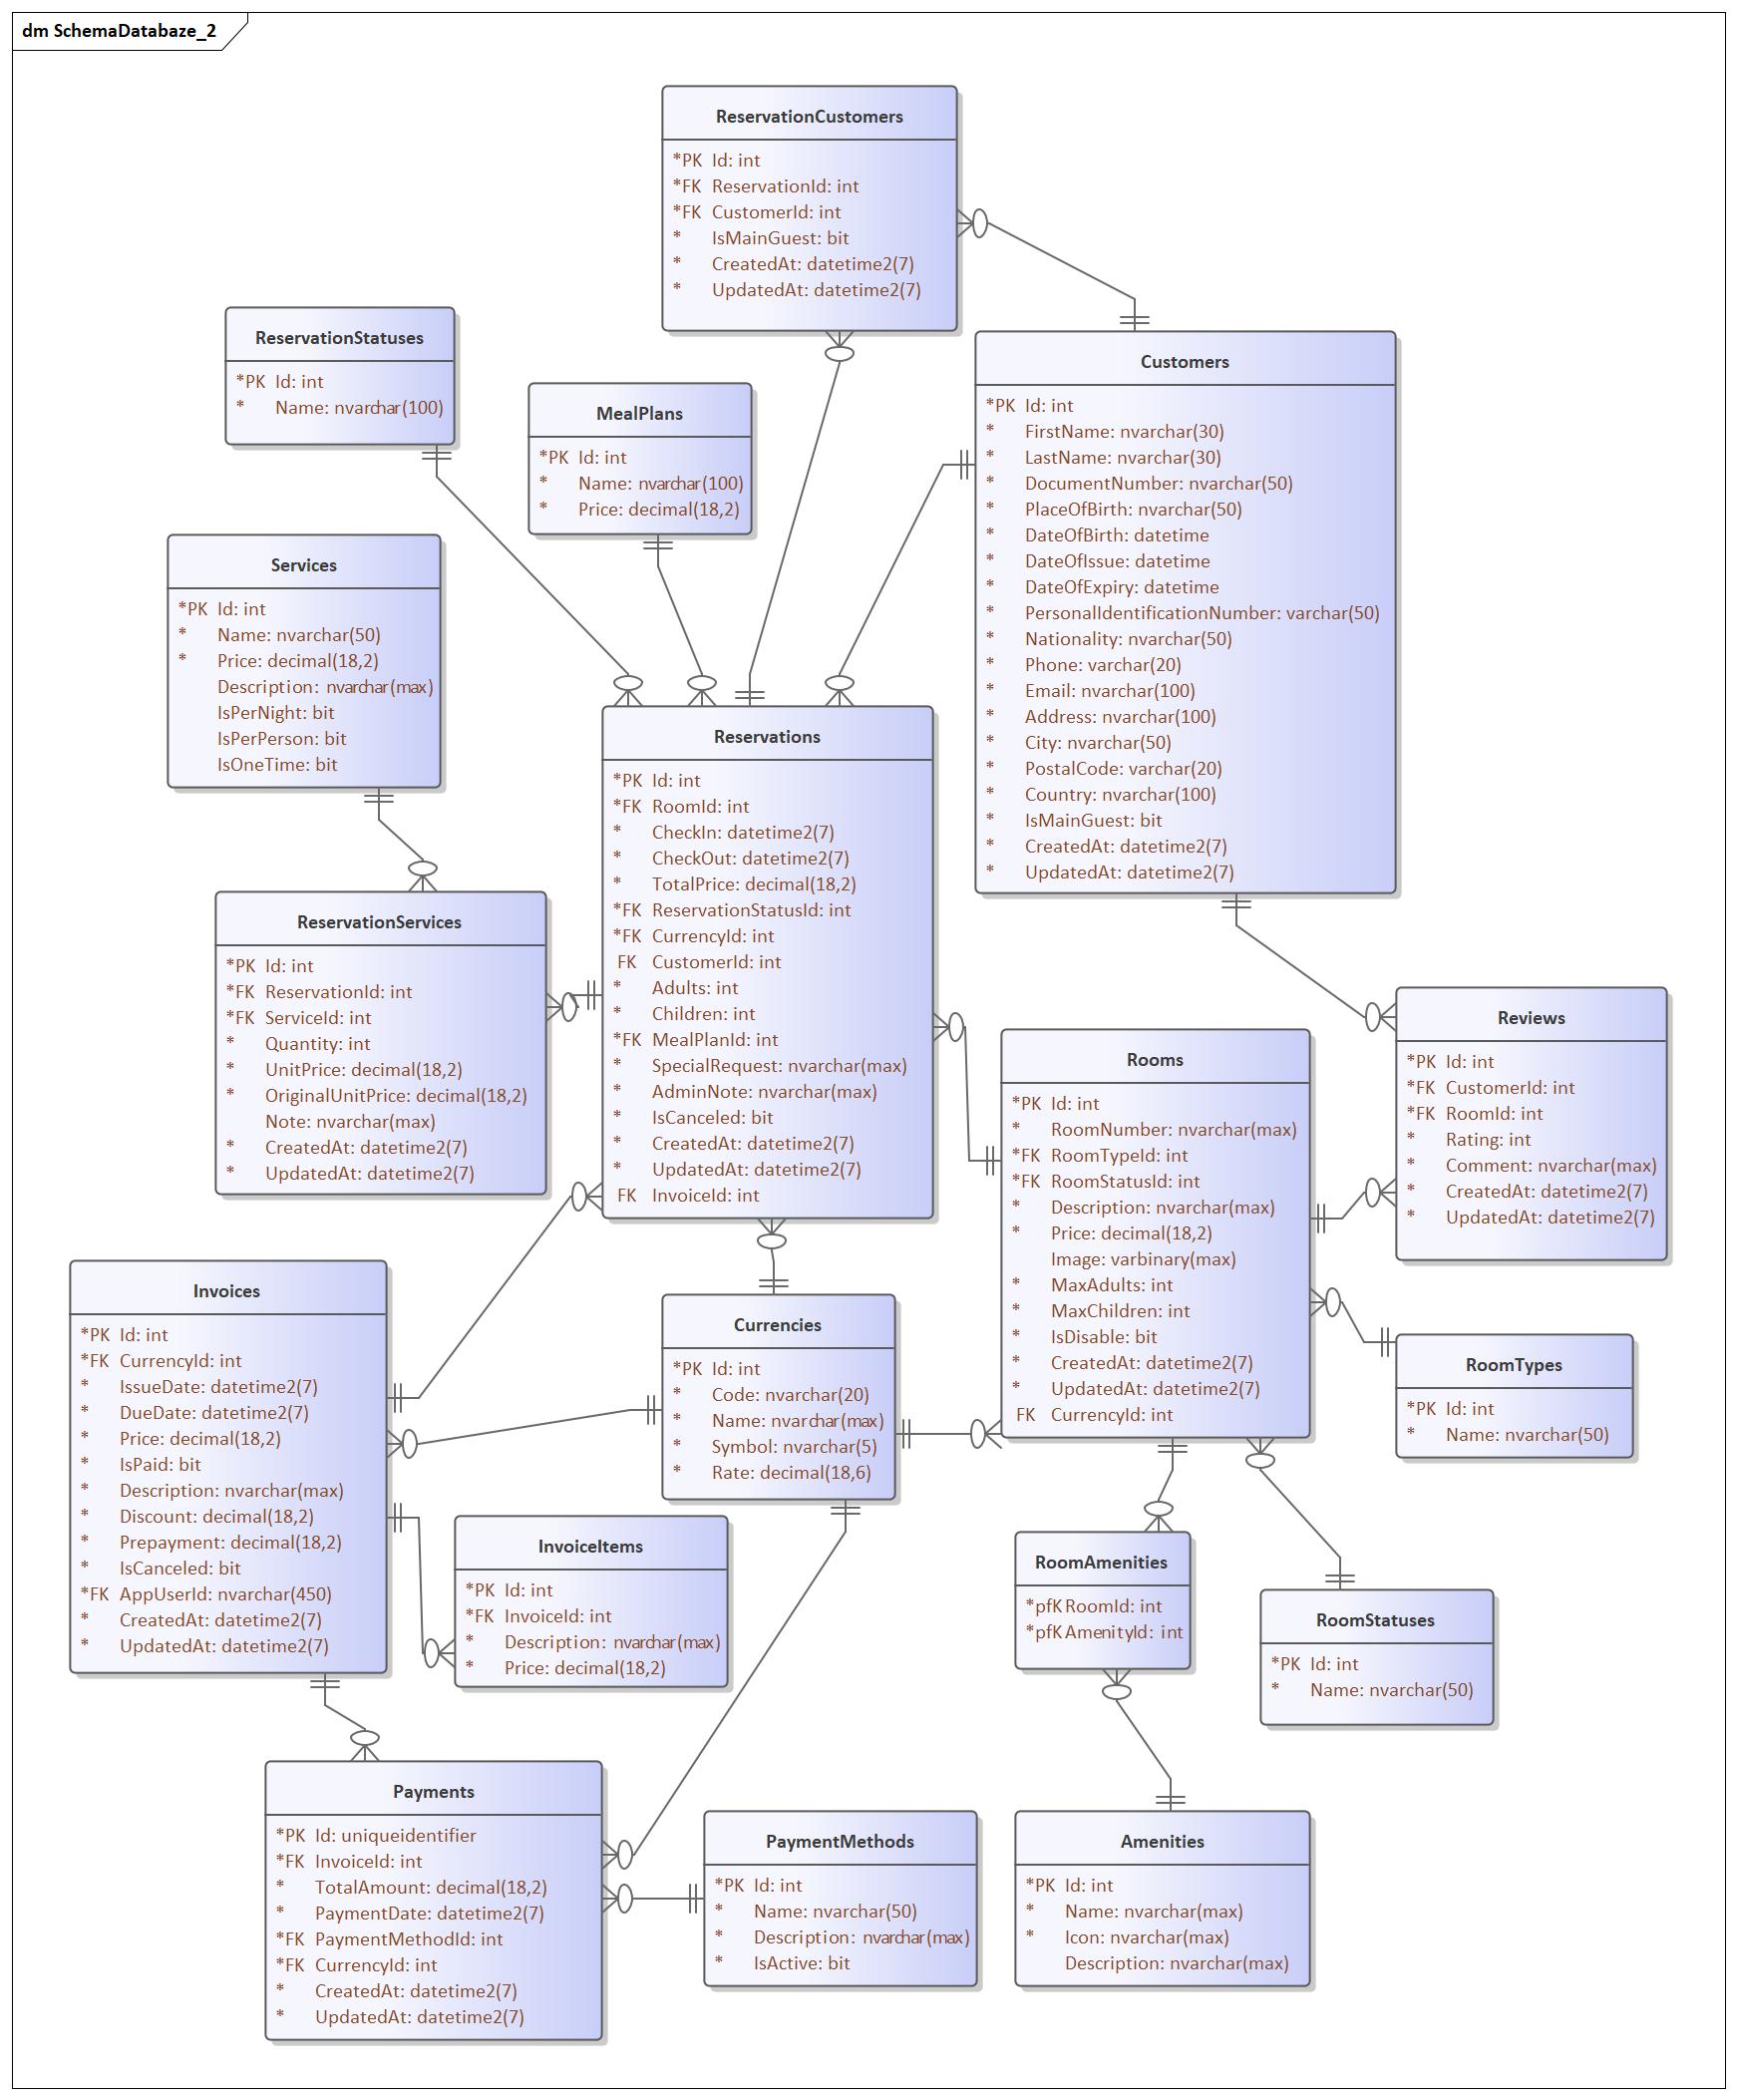 dm SchemaDatabaze_2
ReservationCustomers
*PK Id: int
*FK ReservationId: int
*FK CustomerId: int
* IsMainGuest: bit
* CreatedAt: datetime2(7)
* UpdatedAt: datetime2(7)
ReservationStatuses
*PK Id: int
* Name: nvarchar(100)
MealPlans
*PK Id: int
* Name: nvarchar(100)
* Price: decimal(18,2)
Customers
*PK Id: int
* FirstName: nvarchar(30)
* LastName: nvarchar(30)
* DocumentNumber: nvarchar(50)
* PlaceOfBirth: nvarchar(50)
* DateOfBirth: datetime
* DateOfIssue: datetime
* DateOfExpiry: datetime
* PersonalIdentificationNumber: varchar(50)
* Nationality: nvarchar(50)
* Phone: varchar(20)
* Email: nvarchar(100)
* Address: nvarchar(100)
* City: nvarchar(50)
* PostalCode: varchar(20)
* Country: nvarchar(100)
* IsMainGuest: bit
* CreatedAt: datetime2(7)
* UpdatedAt: datetime2(7)
Services
*PK Id: int
* Name: nvarchar(50)
* Price: decimal(18,2)
Description: nvarchar(max)
IsPerNight: bit
IsPerPerson: bit
IsOneTime: bit
Reservations
*PK Id: int
*FK RoomId: int
* CheckIn: datetime2(7)
* CheckOut: datetime2(7)
* TotalPrice: decimal(18,2)
*FK ReservationStatusId: int
*FK CurrencyId: int
FK CustomerId: int
* Adults: int
* Children: int
*FK MealPlanId: int
* SpecialRequest: nvarchar(max)
* AdminNote: nvarchar(max)
* IsCanceled: bit
* CreatedAt: datetime2(7)
* UpdatedAt: datetime2(7)
FK InvoiceId: int
ReservationServices
*PK Id: int
*FK ReservationId: int
*FK ServiceId: int
* Quantity: int
* UnitPrice: decimal(18,2)
* OriginalUnitPrice: decimal(18,2)
Note: nvarchar(max)
* CreatedAt: datetime2(7)
* UpdatedAt: datetime2(7)
Reviews
*PK Id: int
*FK CustomerId: int
*FK RoomId: int
* Rating: int
* Comment: nvarchar(max)
* CreatedAt: datetime2(7)
* UpdatedAt: datetime2(7)
Rooms
*PK Id: int
* RoomNumber: nvarchar(max)
*FK RoomTypeId: int
*FK RoomStatusId: int
* Description: nvarchar(max)
* Price: decimal(18,2)
Image: varbinary(max)
* MaxAdults: int
* MaxChildren: int
* IsDisable: bit
* CreatedAt: datetime2(7)
* UpdatedAt: datetime2(7)
FK CurrencyId: int
Invoices
*PK Id: int
*FK CurrencyId: int
* IssueDate: datetime2(7)
* DueDate: datetime2(7)
* Price: decimal(18,2)
* IsPaid: bit
* Description: nvarchar(max)
* Discount: decimal(18,2)
* Prepayment: decimal(18,2)
* IsCanceled: bit
*FK AppUserId: nvarchar(450)
* CreatedAt: datetime2(7)
* UpdatedAt: datetime2(7)
Currencies
*PK Id: int
* Code: nvarchar(20)
* Name: nvarchar(max)
* Symbol: nvarchar(5)
* Rate: decimal(18,6)
RoomTypes
*PK Id: int
* Name: nvarchar(50)
InvoiceItems
*PK Id: int
*FK InvoiceId: int
* Description: nvarchar(max)
* Price: decimal(18,2)
RoomAmenities
*pfK RoomId: int
*pfK AmenityId: int
RoomStatuses
*PK Id: int
* Name: nvarchar(50)
Payments
*PK Id: uniqueidentifier
*FK InvoiceId: int
* TotalAmount: decimal(18,2)
* PaymentDate: datetime2(7)
*FK PaymentMethodId: int
*FK CurrencyId: int
* CreatedAt: datetime2(7)
* UpdatedAt: datetime2(7)
PaymentMethods
*PK Id: int
* Name: nvarchar(50)
* Description: nvarchar(max)
* IsActive: bit
Amenities
*PK Id: int
* Name: nvarchar(max)
* Icon: nvarchar(max)
Description: nvarchar(max)